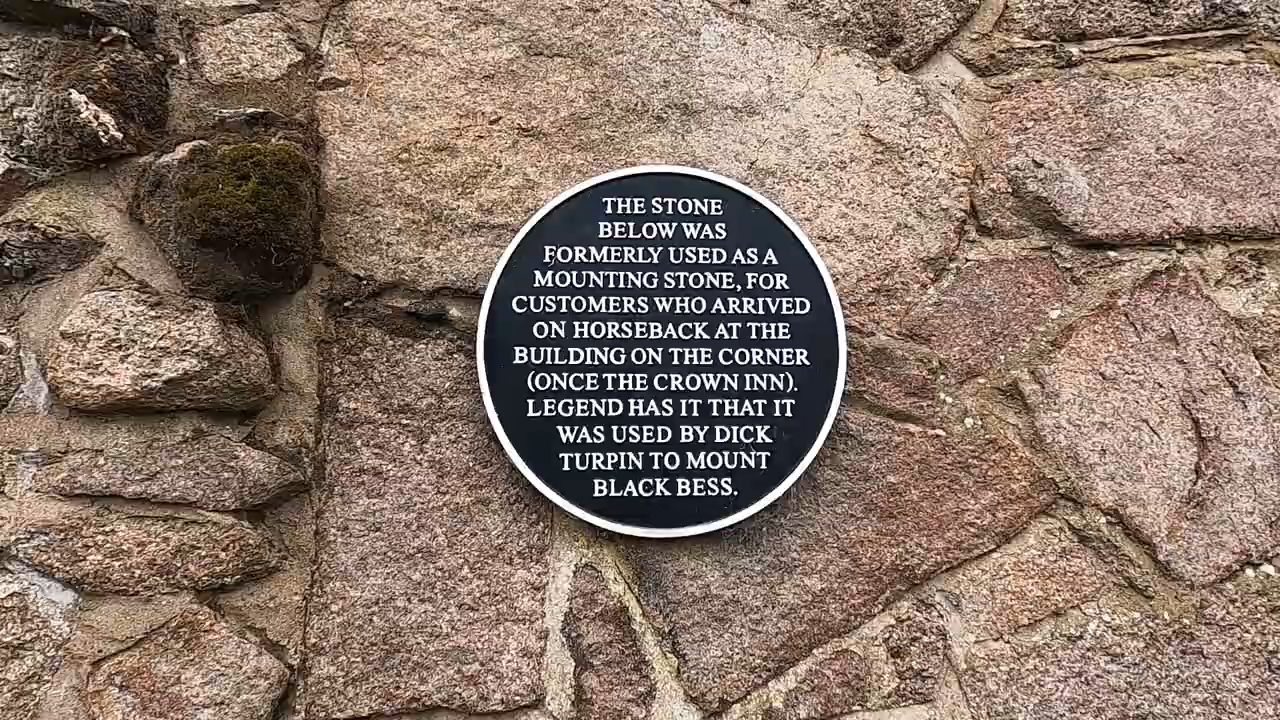 THE STONE
BELOW WAS
FORMERLY USED AS A
MOUNTING STONE, FOR
CUSTOMERS WHO ARRIVED
ON HORSEBACK AT THE
BUILDING ON THE CORNER
(ONCE THE CROWN INN).
LEGEND HAS IT THAT IT
WAS USED BY DICK
TURPIN TO MOUNT
BLACK BESS.